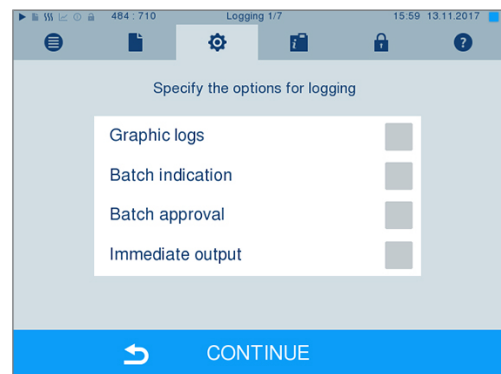 484 : 710 Logging 1/7 15:59 13.11.2017
Specify the options for logging
Graphic logs
Batch indication
Batch approval
Immediate output
CONTINUE